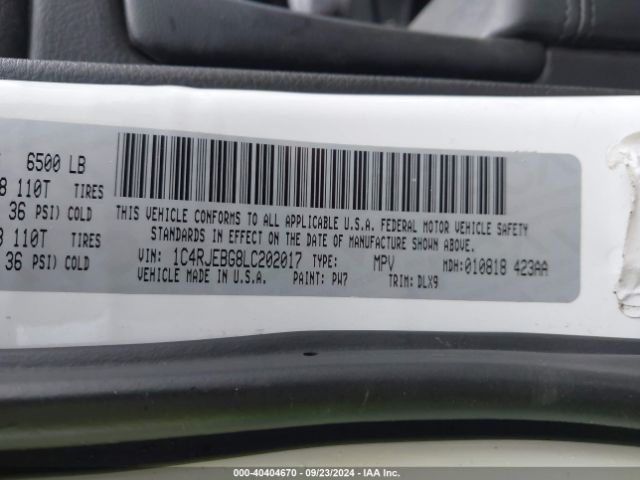 6500 LB
110T TIRES
36 PSI) COLD
110T TIRES
36 PSI) COLD
THIS VEHICLE CONFORMS TO ALL APPLICABLE U.S.A. FEDERAL MOTOR VEHICLE SAFETY
STANDARDS IN EFFECT ON THE DATE OF MANUFACTURE SHOWN ABOVE.
VIN: 1C4RJEBG8LC202017 TYPE: MPV MDH:010818 423AA
VEHICLE MADE IN U.S.A. PAINT: PW7 TRIM: DLX9
000-40404670 - 09/23/2024 - IAA Inc.